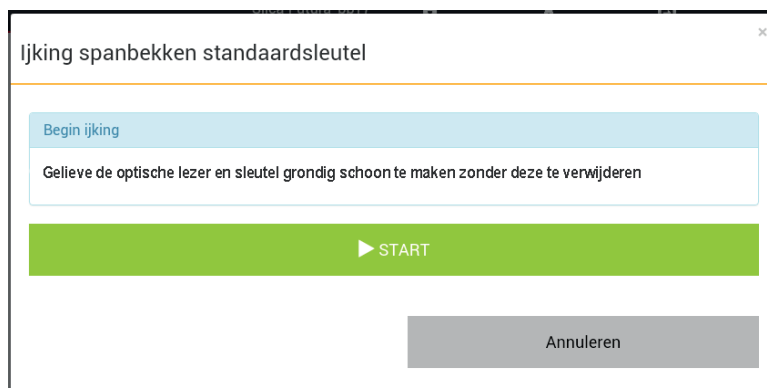 ×
Ijking spanbekken standaardsleutel
Begin ijking
Gelieve de optische lezer en sleutel grondig schoon te maken zonder deze te verwijderen
START
Annuleren